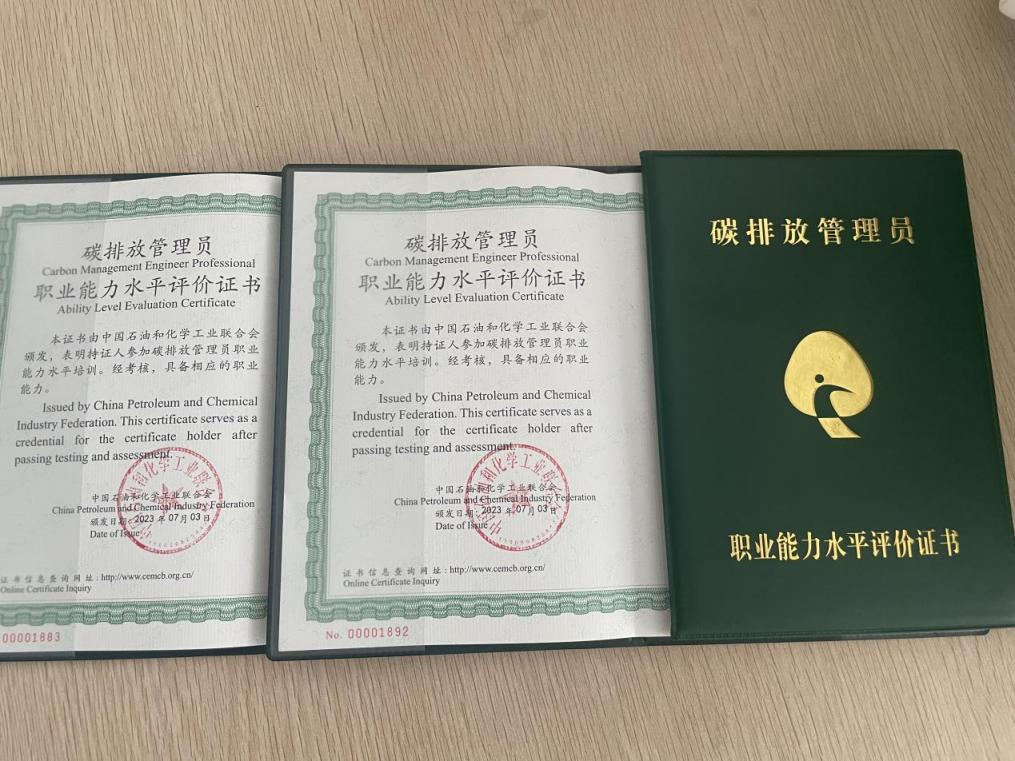 碳排放管理员
Carbon Management Engineer Professional
职业能力水平评价证书
Ability Level Evaluation Certificate
本证书由中国石油和化学工业联合会
颁发，表明持证人参加碳排放管理员职业
能力水平培训。经考核，具备相应的职业
能力。
Issued by China Petroleum and Chemical
Industry Federation. This certificate serves as a
credential for the certificate holder after
passing testing and assessment.
中国石油和化学工业联合会
China Petroleum and Chemical Industry Federation
颁发日期：2023 年 07 月 03 日
Date of Issue
证书信息查询网址：http://www.cemcb.org.cn/
Online Certificate Inquiry
00001883
碳排放管理员
Carbon Management Engineer Professional
职业能力水平评价证书
Ability Level Evaluation Certificate
本证书由中国石油和化学工业联合会
颁发，表明持证人参加碳排放管理员职业
能力水平培训。经考核，具备相应的职业
能力。
Issued by China Petroleum and Chemical
Industry Federation. This certificate serves as a
credential for the certificate holder after
passing testing and assessment.
中国石油和化学工业联合会
China Petroleum and Chemical Industry Federation
颁发日期：2023 年 07 月 03 日
Date of Issue
证书信息查询网址：http://www.cemcb.org.cn/
Online Certificate Inquiry
No. 00001892
碳排放管理员
职业能力水平评价证书